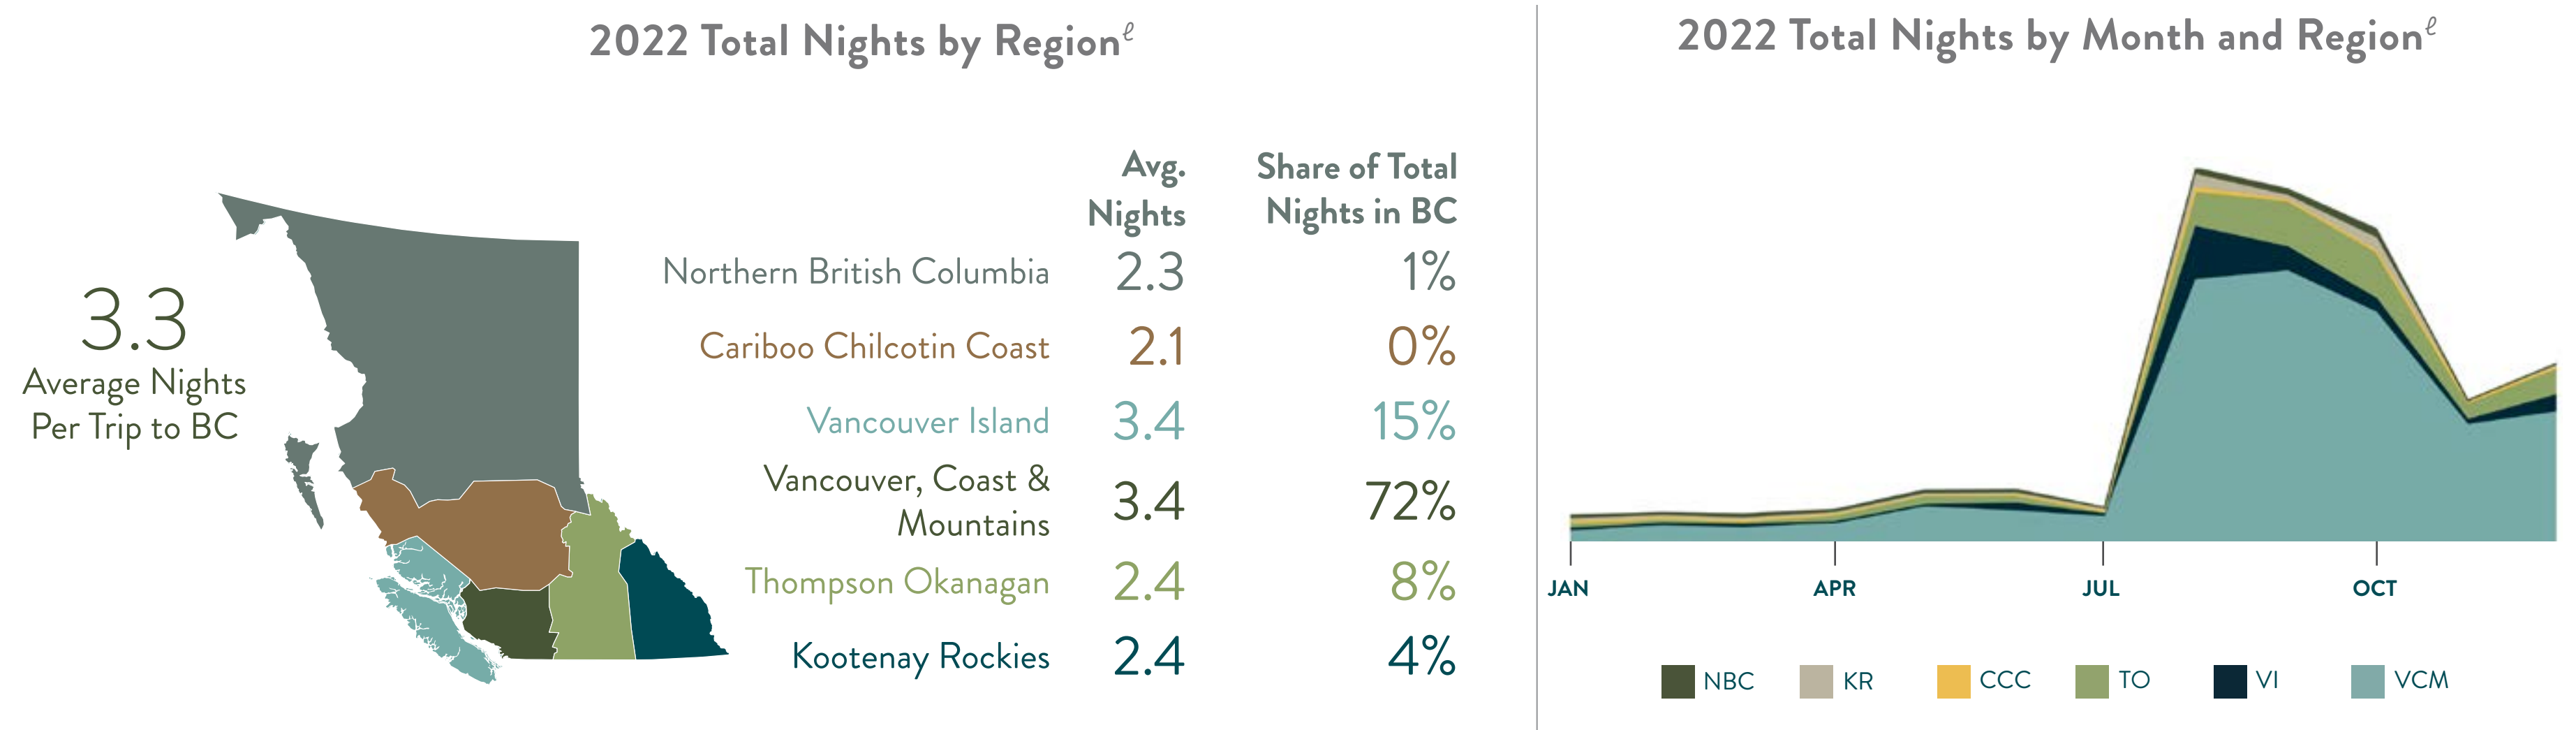 2022 Total Nights by Regionℓ
3.3
Average Nights
Per Trip to BC
Avg.
Nights
Share of Total
Nights in BC
Northern British Columbia 2.3 1%
Cariboo Chilcotin Coast 2.1 0%
Vancouver Island 3.4 15%
Vancouver, Coast &
Mountains 3.4 72%
Thompson Okanagan 2.4 8%
Kootenay Rockies 2.4 4%
2022 Total Nights by Month and Regionℓ
JAN APR JUL OCT
NBC KR CCC TO VI VCM